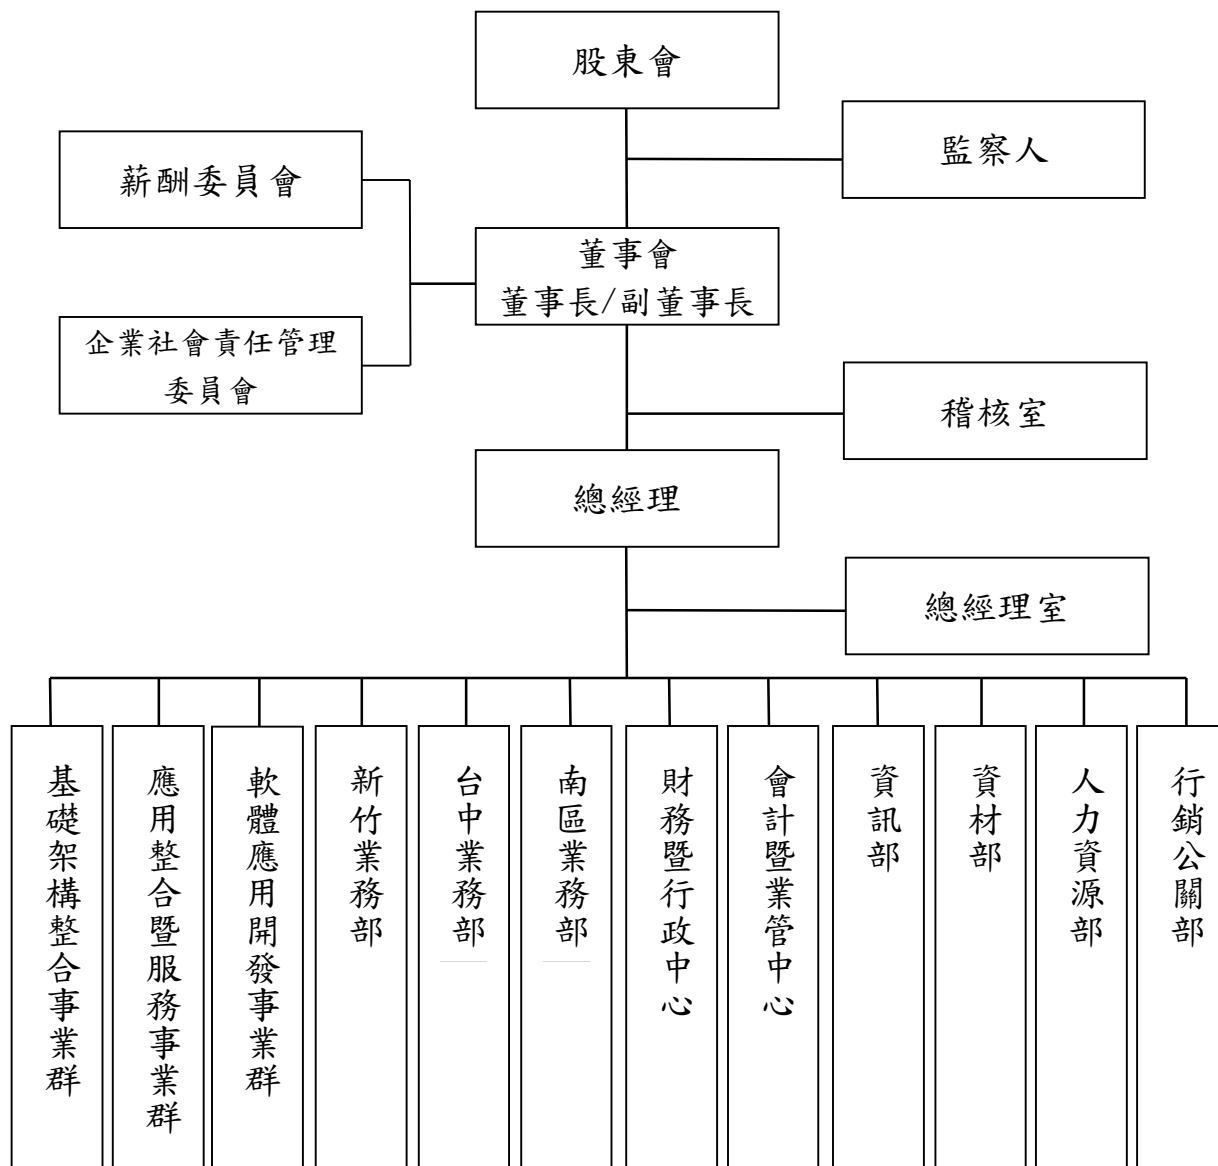 股東會
監察人
薪酬委員會
董事會
董事長/副董事長
企業社會責任管理
委員會
稽核室
總經理
總經理室
基礎架構整合事業群
應用整合暨服務事業群
軟體應用開發事業群
新竹業務部
台中業務部
南區業務部
財務暨行政中心
會計暨業管中心
資訊部
資材部
人力資源部
行銷公關部